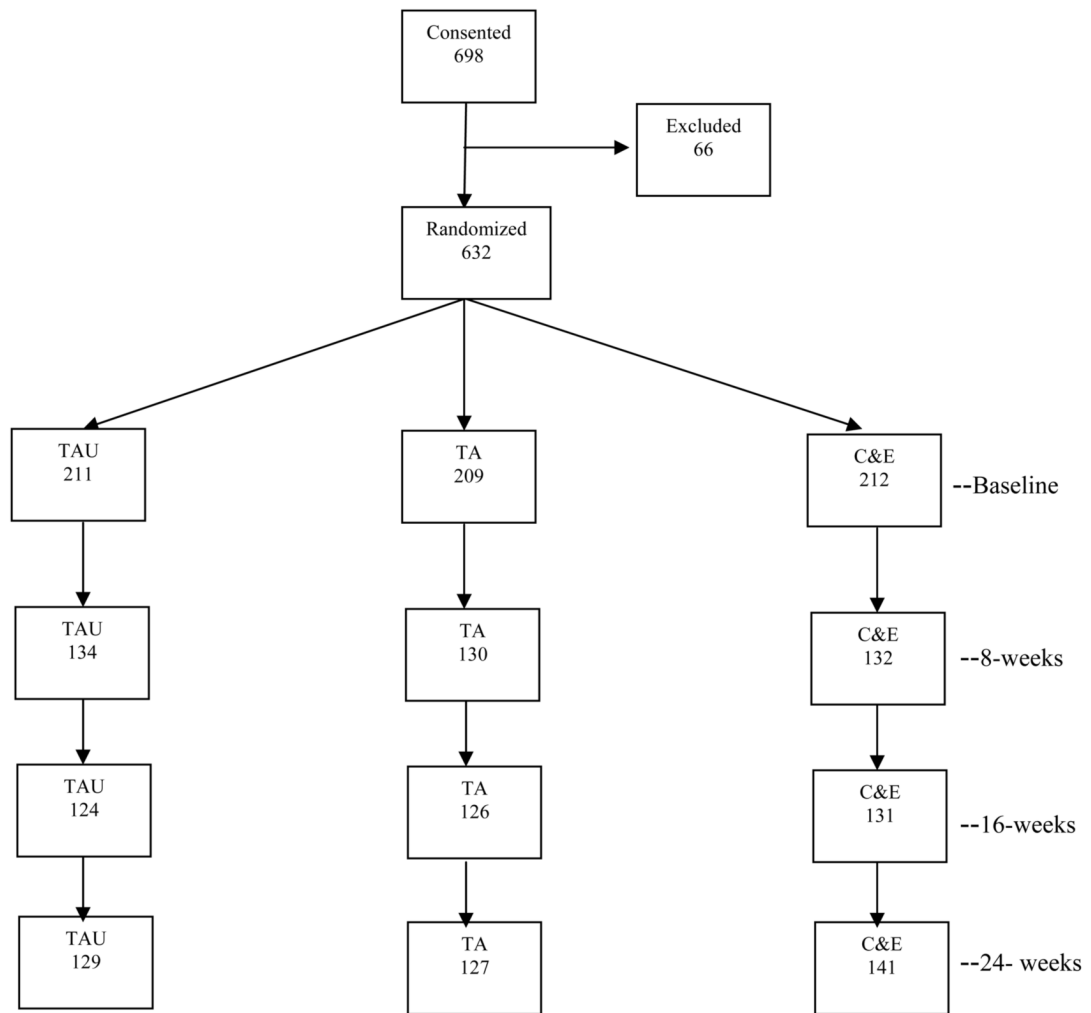 Consented
698
Excluded
66
Randomized
632
TAU
211
TA
209
C&E
212
--Baseline
TAU
134
TA
130
C&E
132
--8-weeks
TAU
124
TA
126
C&E
131
--16-weeks
TAU
129
TA
127
C&E
141
--24- weeks